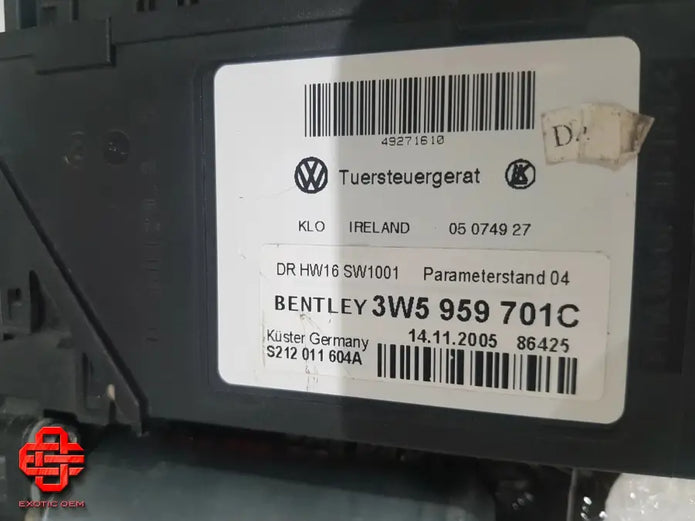 49271610
D2
Tuersteuergerat
KLO IRELAND 05 0749 27
DR HW16 SW1001 Parameterstand 04
BENTLEY 3W5 959 701C
Küster Germany 14.11.2005 86425
S212 011 604A
EXOTIC OEM